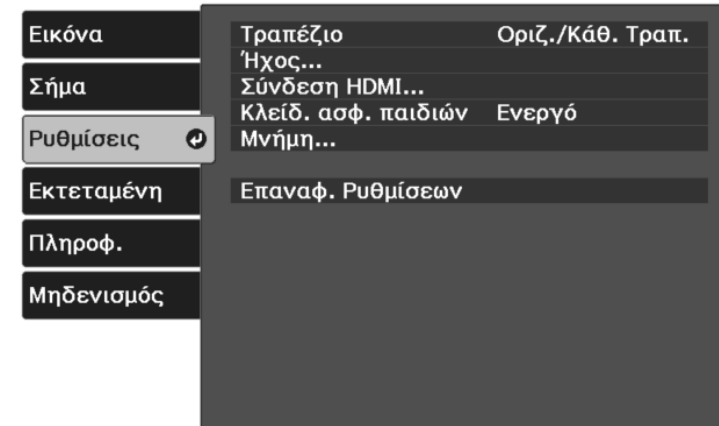 Εικόνα
Σήμα
Ρυθμίσεις
Εκτεταμένη
Πληροφ.
Μηδενισμός
Τραπέζιο Οριζ./Κάθ. Τραπ.
Ήχος...
Σύνδεση HDMI...
Κλείδ. ασφ. παιδιών Ενεργό
Μνήμη...
Επαναφ. Ρυθμίσεων